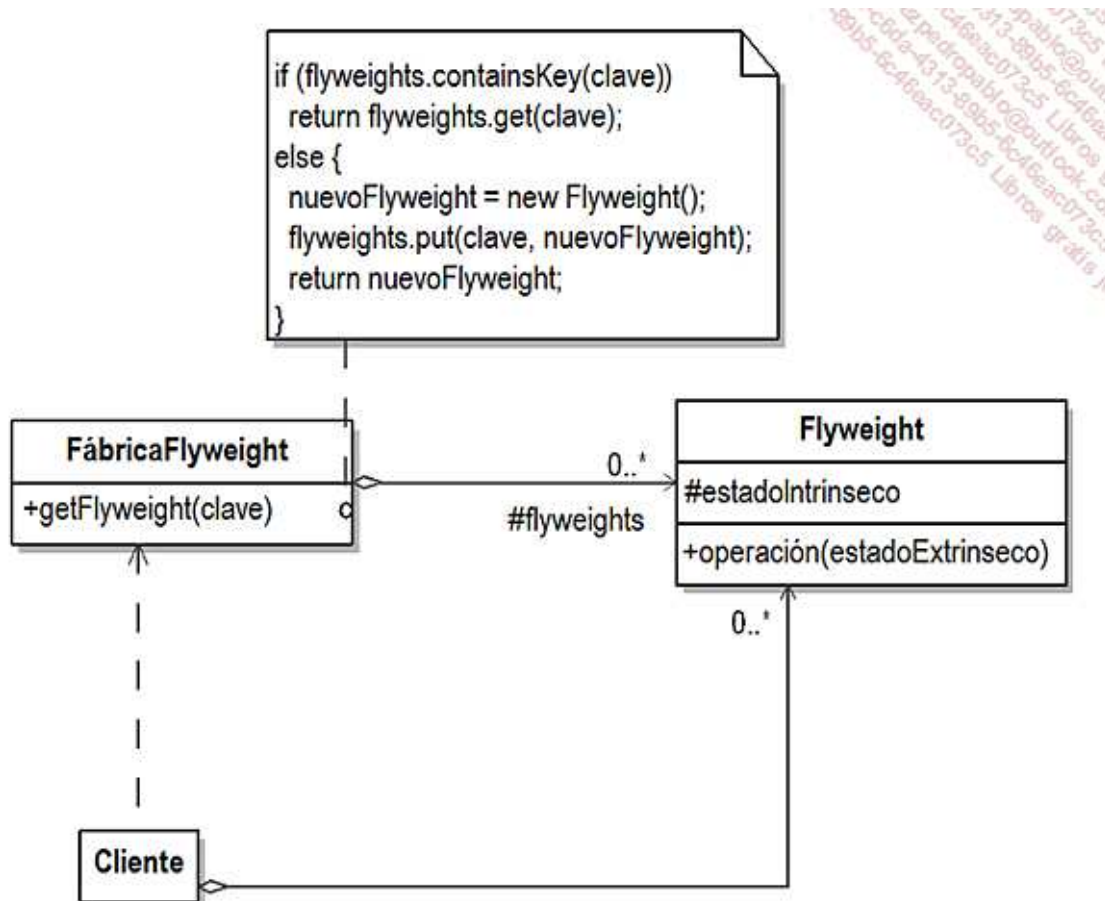 if (flyweights.containsKey(clave))
return flyweights.get(clave);
else {
nuevoFlyweight = new Flyweight();
flyweights.put(clave, nuevoFlyweight);
return nuevoFlyweight;
}
FábricaFlyweight
+getFlyweight(clave)
0..*
#flyweights
Flyweight
#estadoIntrinseco
+operación(estadoExtrinseco)
0..*
Cliente